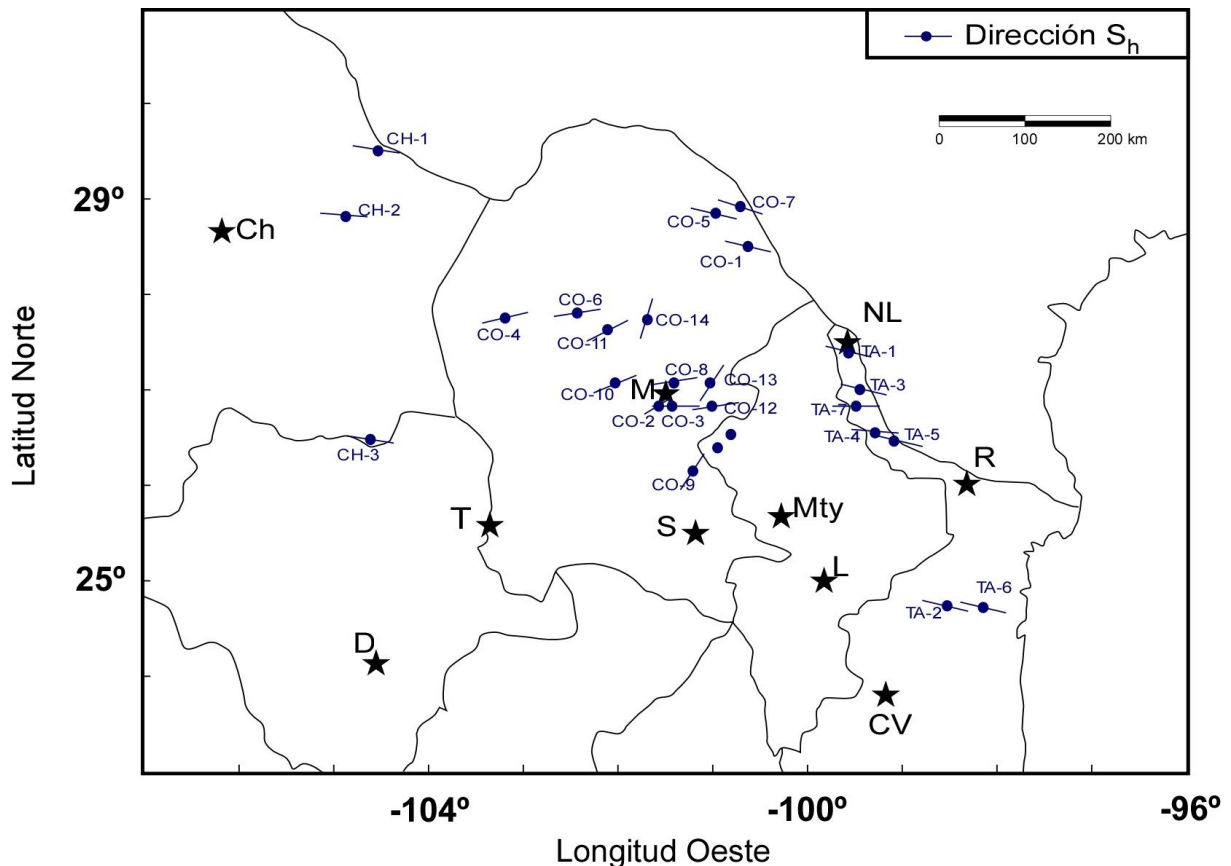 Dirección Sh
0 100 200 km
CH-1
29º
CH-2
CO-7
CO-5
Ch
CO-1
CO-6
CO-4
CO-14
CO-11
NL
TA-1
CO-8
CO-13
CO-10
M
TA-3
CO-2
CO-3
CO-12
TA-7
TA-4
TA-5
CH-3
CO-9
R
T
S
Mty
25º
L
TA-6
TA-2
D
CV
-104º
-100º
-96º
Longitud Oeste
Latitud Norte